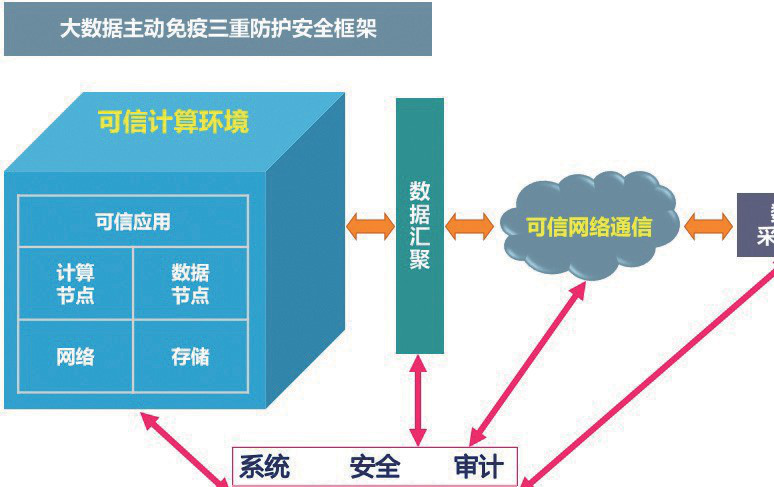 大数据主动免疫三重防护安全框架
可信计算环境
可信应用
计算
节点
数据
节点
网络
存储
数据汇聚
可信网络通信
采
系统 安全 审计